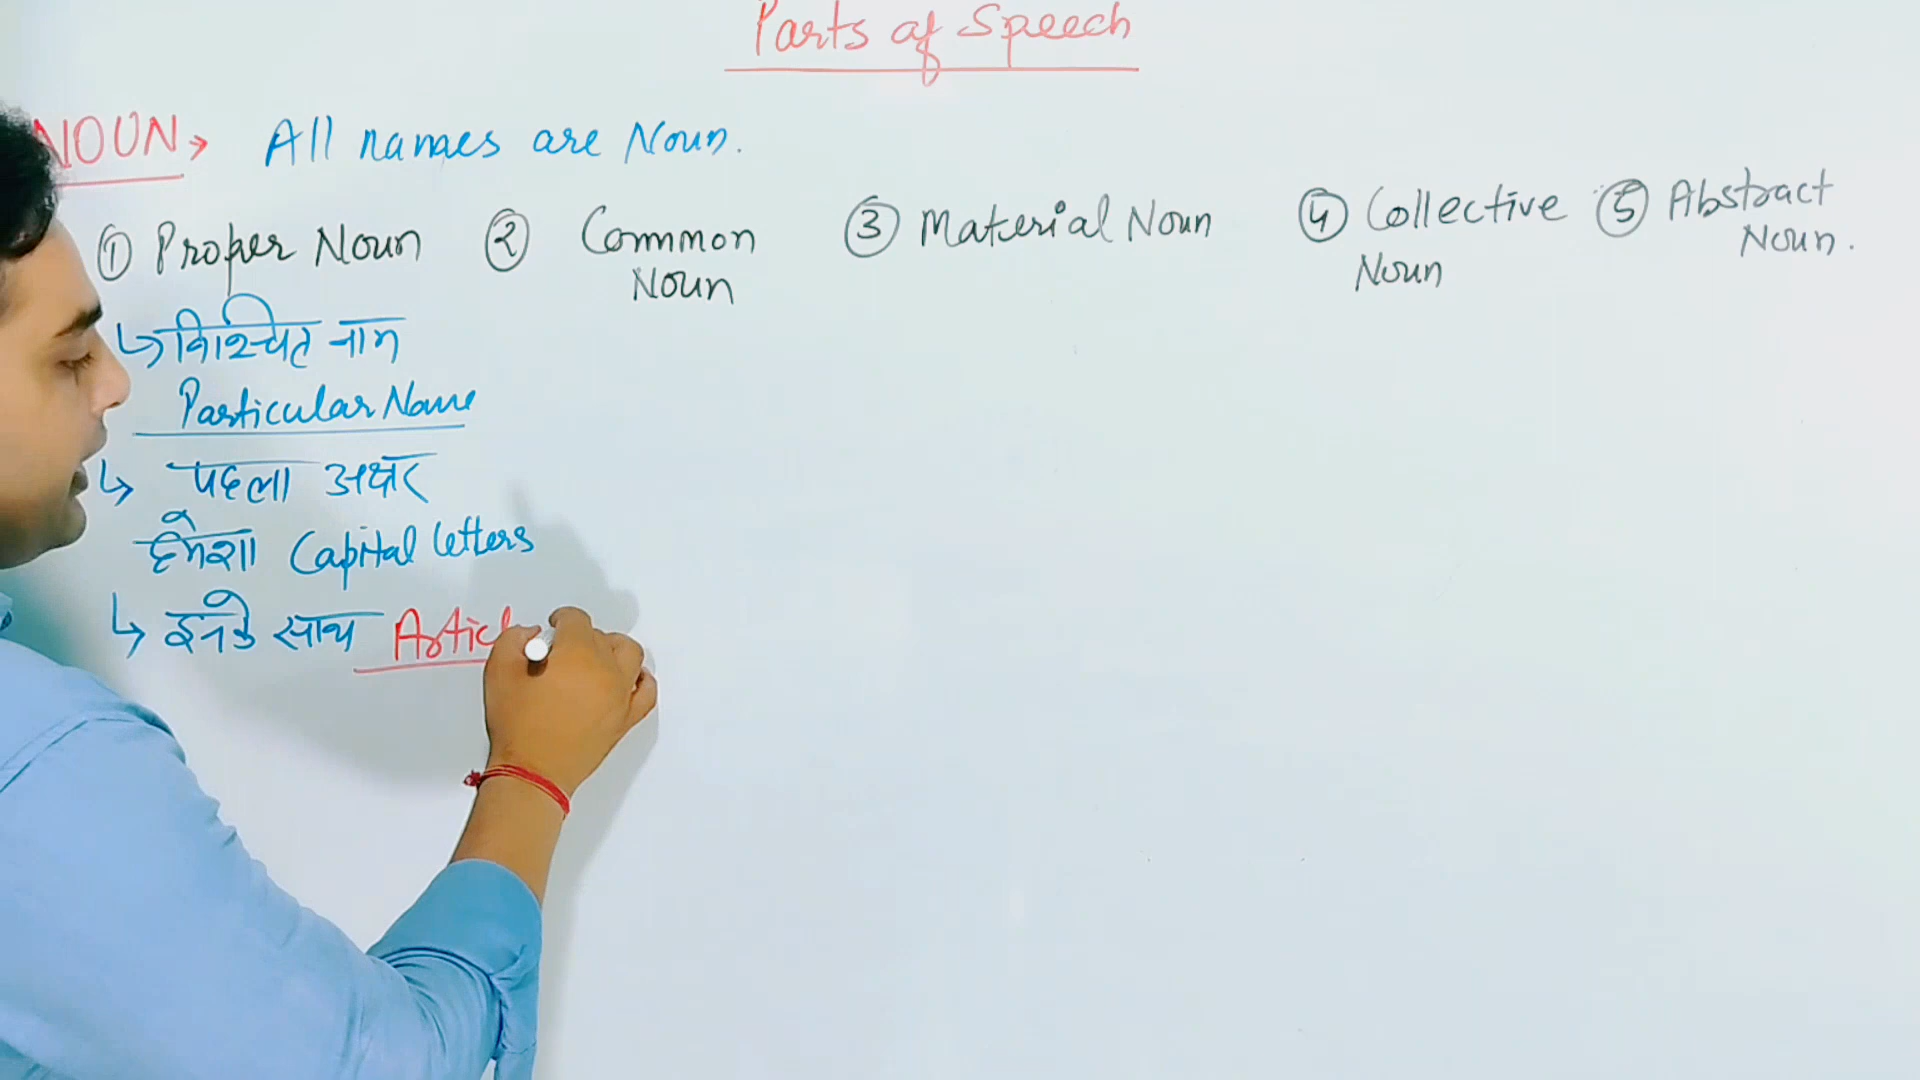 Parts of Speech
NOUN → All names are Noun.
① Proper Noun ② Common Noun ③ Material Noun ④ Collective Noun ⑤ Abstract Noun.
↳ निश्चित नाम
Particular Name
↳ पहला अक्षर
हमेशा Capital letters
↳ इनके साथ